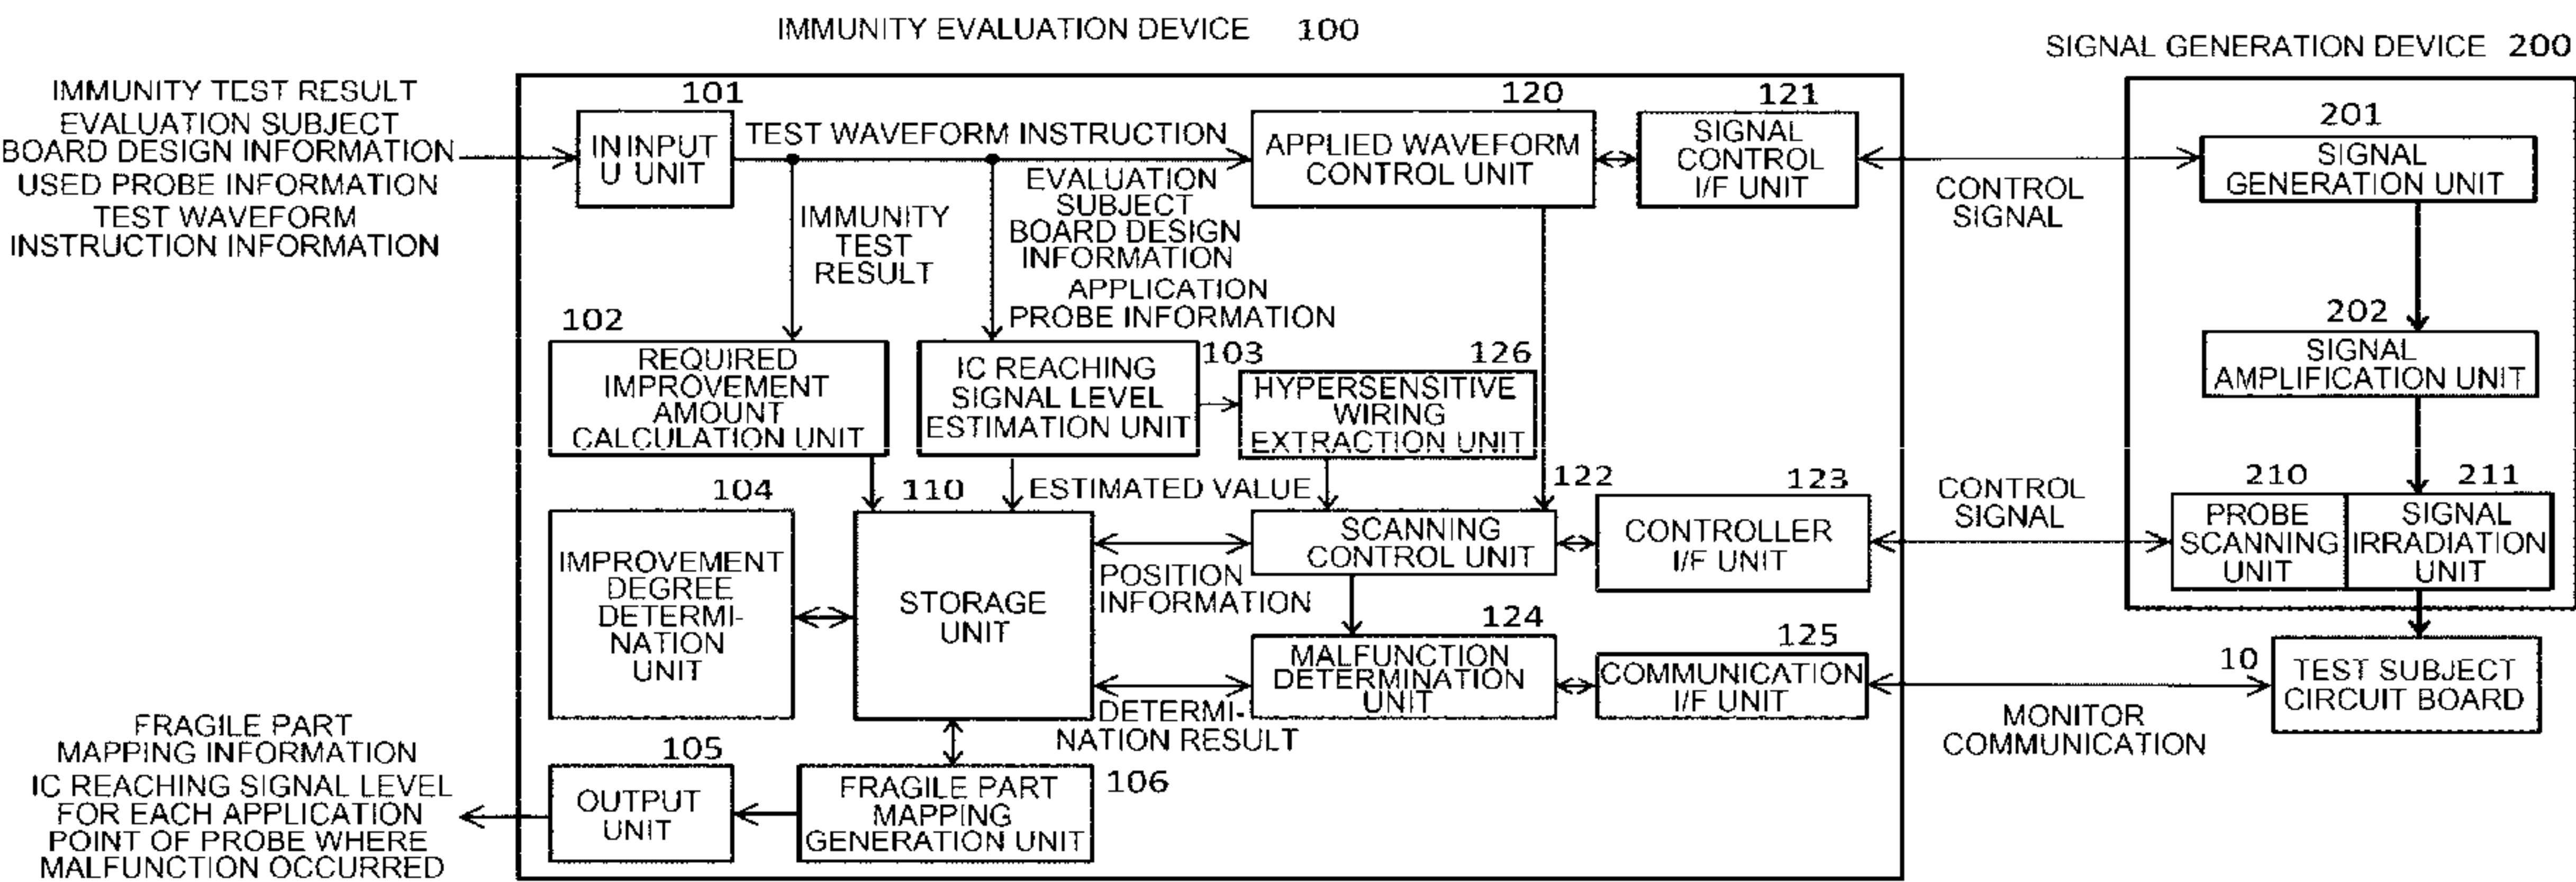 IMMUNITY EVALUATION DEVICE 100
SIGNAL GENERATION DEVICE 200
IMMUNITY TEST RESULT
EVALUATION SUBJECT
BOARD DESIGN INFORMATION
USED PROBE INFORMATION
TEST WAVEFORM
INSTRUCTION INFORMATION
101
IN INPUT
U UNIT
TEST WAVEFORM INSTRUCTION
120
APPLIED WAVEFORM
CONTROL UNIT
121
SIGNAL
CONTROL
I/F UNIT
CONTROL
SIGNAL
201
SIGNAL
GENERATION UNIT
IMMUNITY
TEST
RESULT
EVALUATION
SUBJECT
BOARD DESIGN
INFORMATION
APPLICATION
PROBE INFORMATION
102
REQUIRED
IMPROVEMENT
AMOUNT
CALCULATION UNIT
103
IC REACHING
SIGNAL LEVEL
ESTIMATION UNIT
126
HYPERSENSITIVE
WIRING
EXTRACTION UNIT
202
SIGNAL
AMPLIFICATION UNIT
104
IMPROVEMENT
DEGREE
DETERMI-
NATION
UNIT
110
STORAGE
UNIT
ESTIMATED VALUE
122
SCANNING
CONTROL UNIT
POSITION
INFORMATION
123
CONTROLLER
I/F UNIT
CONTROL
SIGNAL
210
PROBE
SCANNING
UNIT
211
SIGNAL
IRRADIATION
UNIT
124
MALFUNCTION
DETERMINATION
UNIT
DETERMI-
NATION RESULT
125
COMMUNICATION
I/F UNIT
MONITOR
COMMUNICATION
10
TEST SUBJECT
CIRCUIT BOARD
FRAGILE PART
MAPPING INFORMATION
IC REACHING SIGNAL LEVEL
FOR EACH APPLICATION
POINT OF PROBE WHERE
MALFUNCTION OCCURRED
105
OUTPUT
UNIT
106
FRAGILE PART
MAPPING
GENERATION UNIT